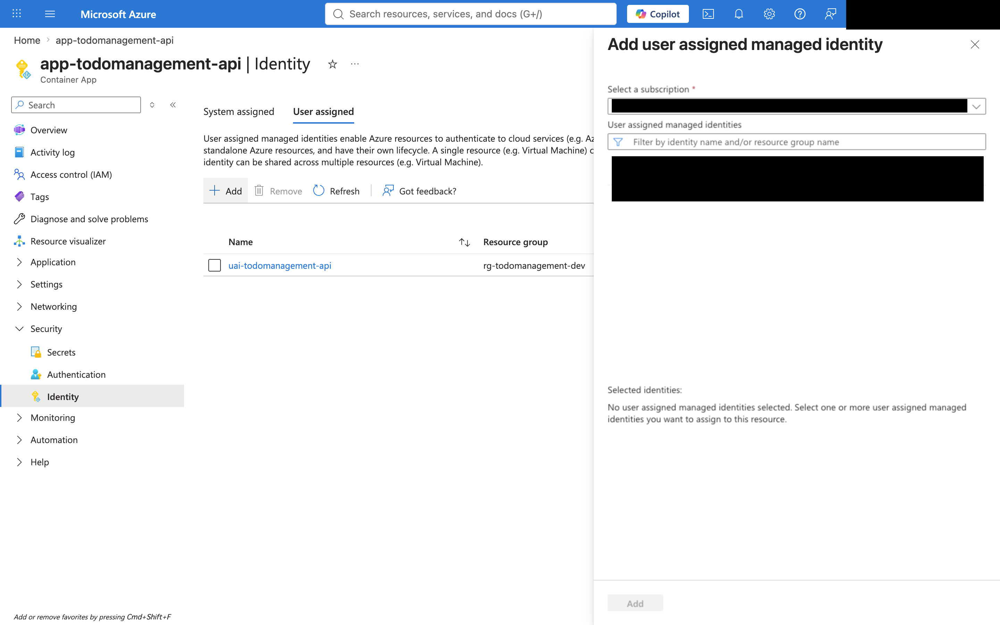 Microsoft Azure
Search resources, services, and docs (G+/)
Copilot
Home > app-todomanagement-api
app-todomanagement-api | Identity
Container App
Search
Overview
Activity log
Access control (IAM)
Tags
Diagnose and solve problems
Resource visualizer
Application
Settings
Networking
Security
Secrets
Authentication
Identity
Monitoring
Automation
Help
Add or remove favorites by pressing Cmd+Shift+F
System assigned User assigned
User assigned managed identities enable Azure resources to authenticate to cloud services (e.g. Az
standalone Azure resources, and have their own lifecycle. A single resource (e.g. Virtual Machine) c
identity can be shared across multiple resources (e.g. Virtual Machine).
Add Remove Refresh Got feedback?
Name Resource group
uai-todomanagement-api rg-todomanagement-dev
Add user assigned managed identity
Select a subscription *
User assigned managed identities
Filter by identity name and/or resource group name
Selected identities:
No user assigned managed identities selected. Select one or more user assigned managed
identities you want to assign to this resource.
Add